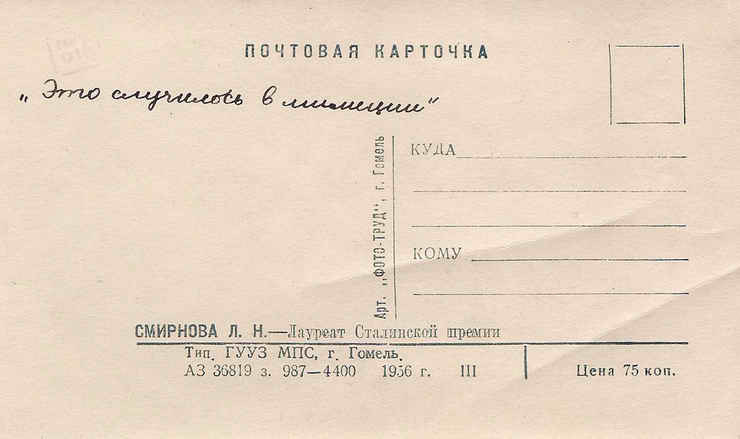 ПОЧТОВАЯ КАРТОЧКА
„Это случилось в милиции"
КУДА
КОМУ
Арт. „ФОТО-ТРУД", г. Гомель
СМИРНОВА Л. Н.—Лауреат Сталинской премии
Тип. ГУУЗ МПС, г. Гомель.
АЗ 36819 з. 987—4400 1956 г. III
Цена 75 коп.